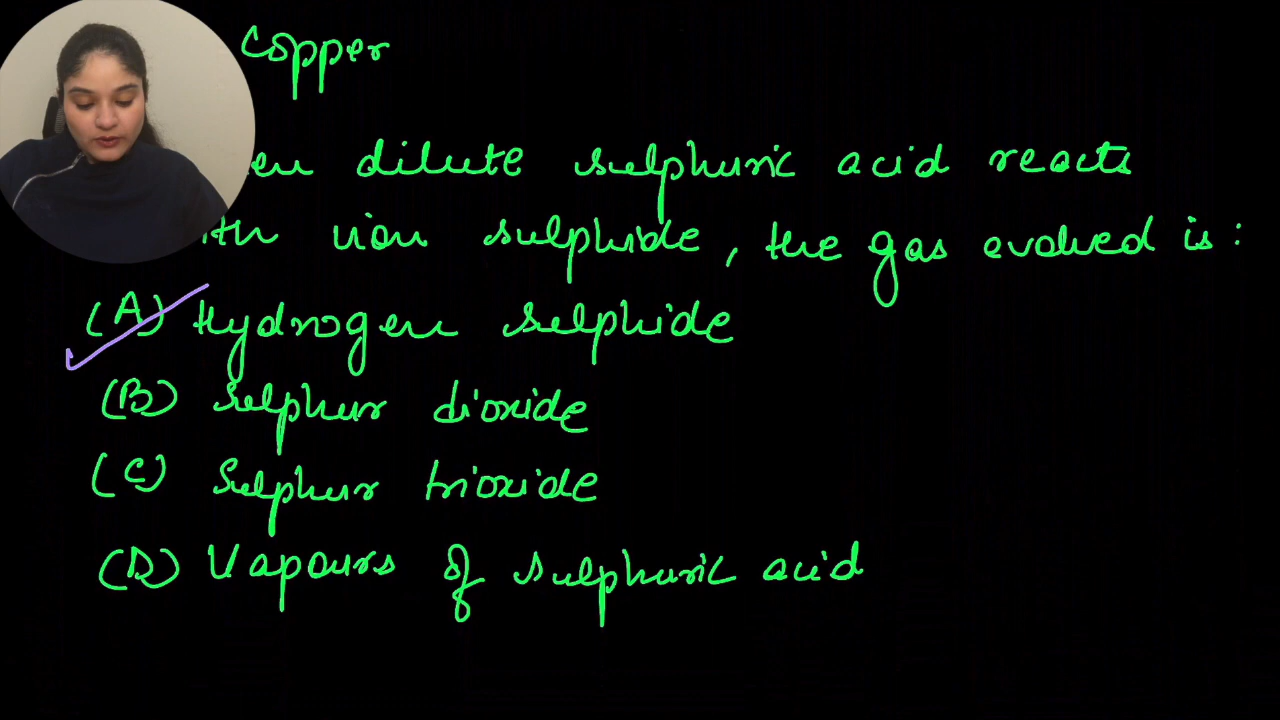 Copper
dilute sulphuric acid reacts
iron sulphide, the gas evolved is :
(A) Hydrogen sulphide
(B) Sulphur dioxide
(C) Sulphur trioxide
(D) Vapours of sulphuric acid